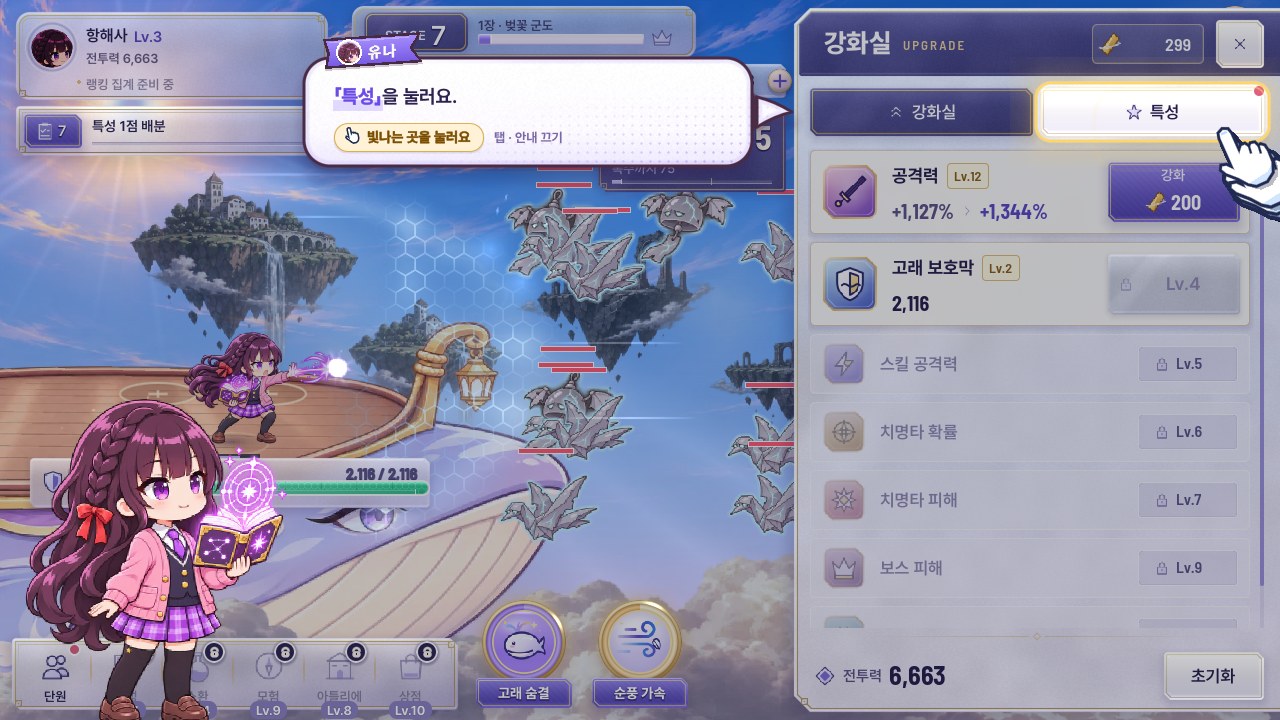 항해사 Lv.3
전투력 6,663
랭킹 집계 준비 중
7
특성 1점 배분
STAGE 7
1장 · 벚꽃 군도
유나
「특성」을 눌러요.
빛나는 곳을 눌러요
탭 · 안내 끄기
5
75
강화실 UPGRADE
299
강화실
특성
공격력 Lv.12
+1,127% > +1,344%
강화
200
고래 보호막 Lv.2
2,116
Lv.4
스킬 공격력
Lv.5
치명타 확률
Lv.6
치명타 피해
Lv.7
보스 피해
Lv.9
전투력 6,663
초기화
2,116 / 2,116
단원
모험
Lv.9
아틀리에
Lv.8
상점
Lv.10
고래 숨결
순풍 가속